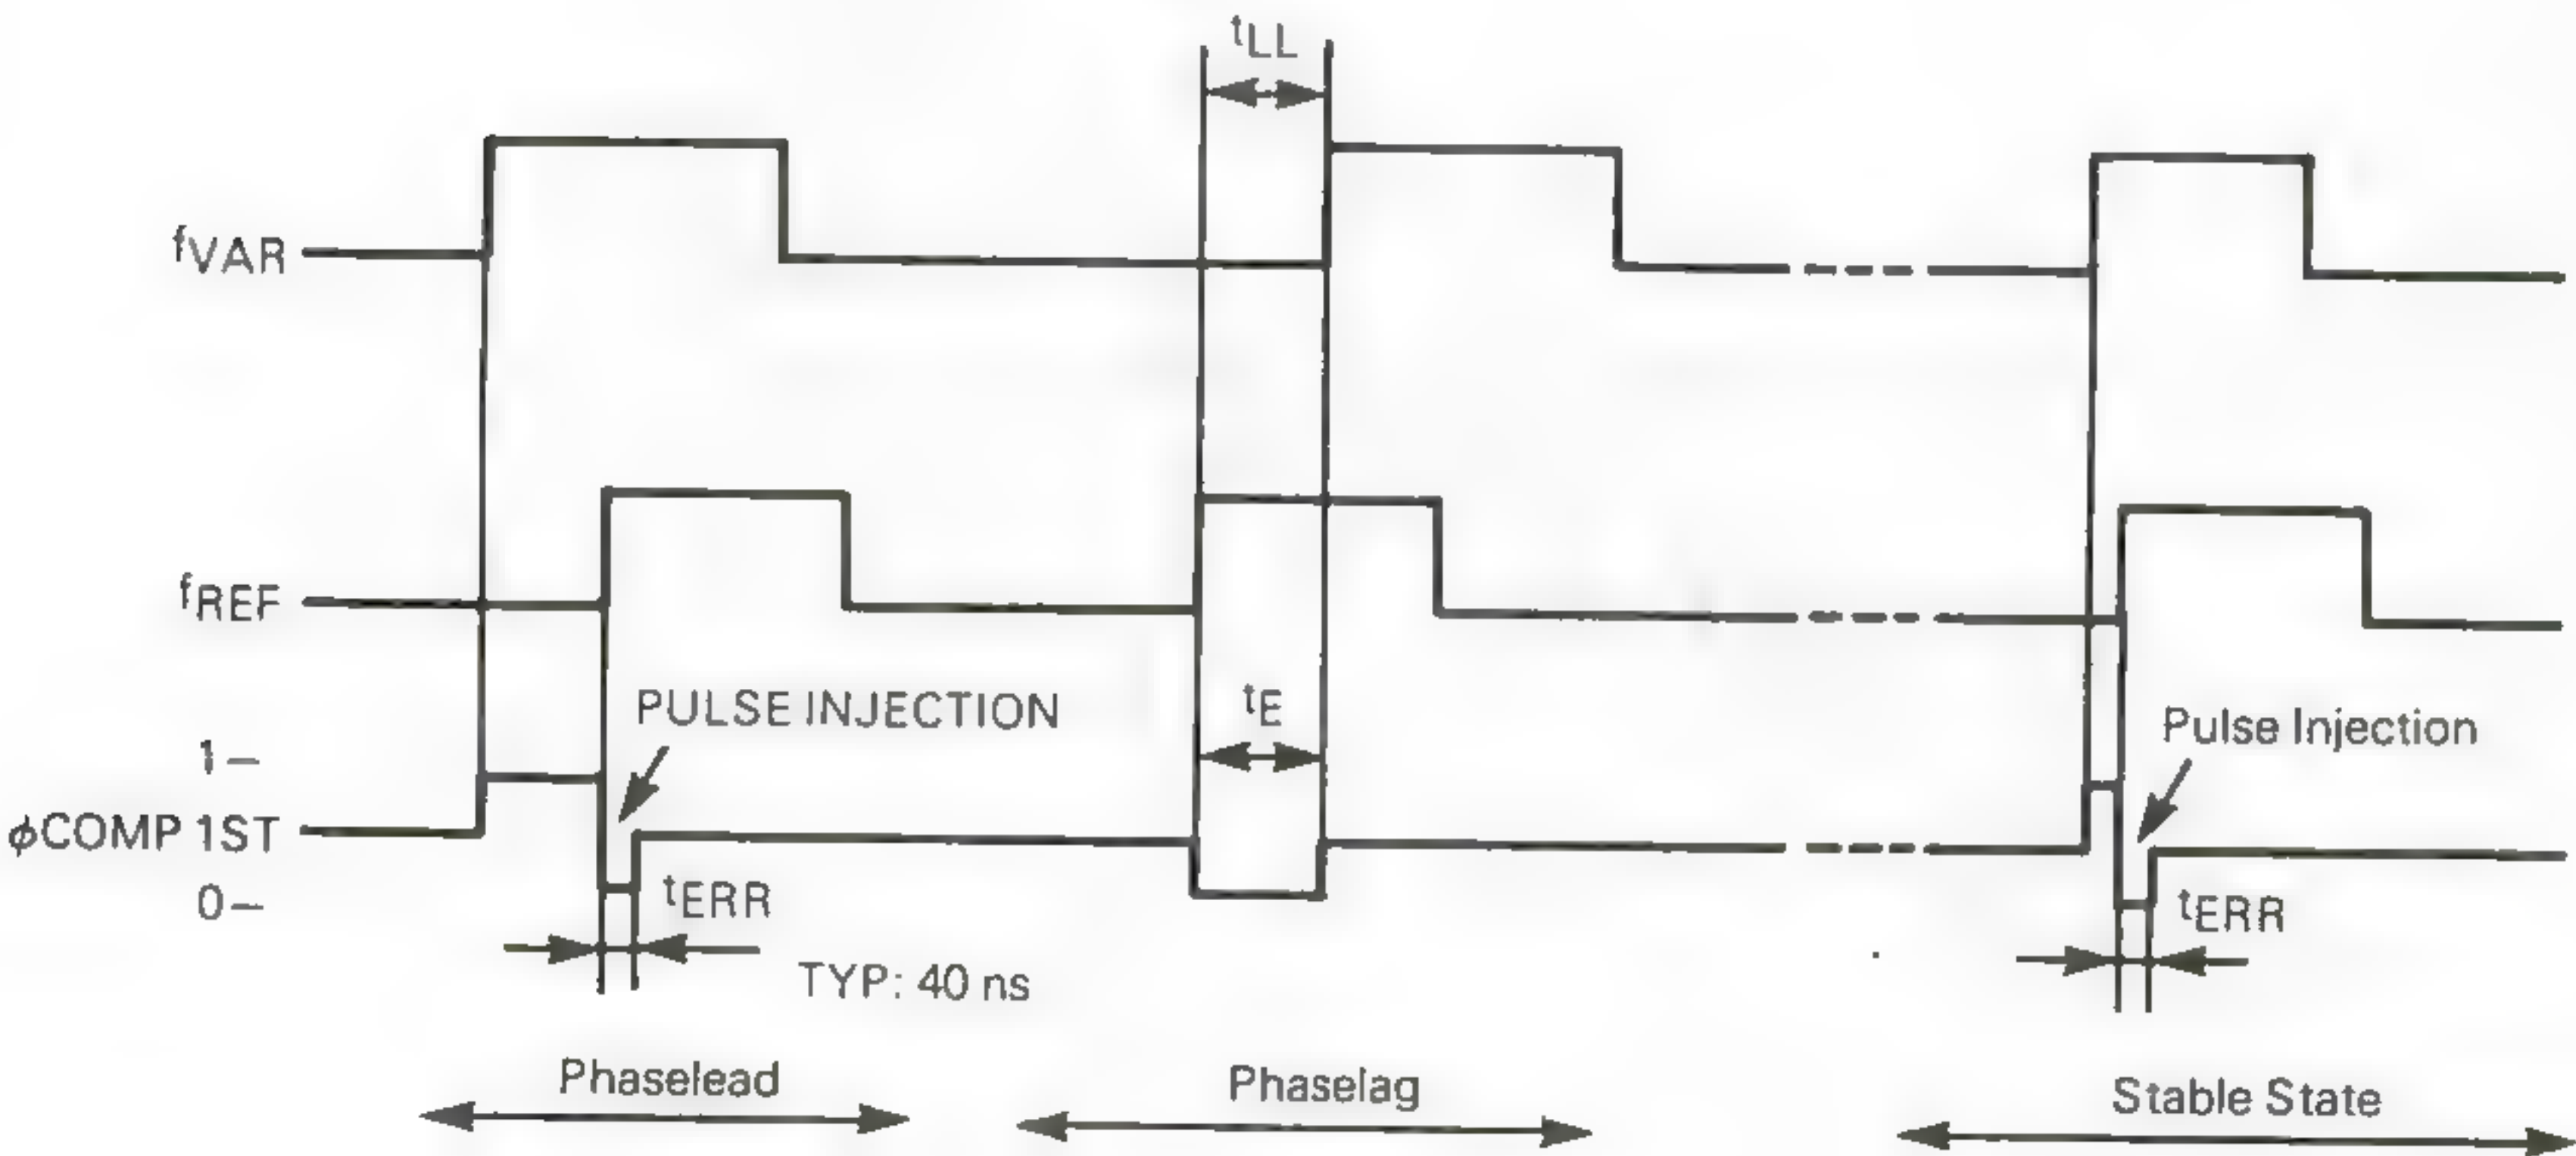 tLL
fVAR
fREF
PULSE INJECTION
tE
Pulse Injection
1–
ϕCOMP 1ST
0–
tERR
tERR
TYP: 40 ns
Phaselead
Phaselag
Stable State